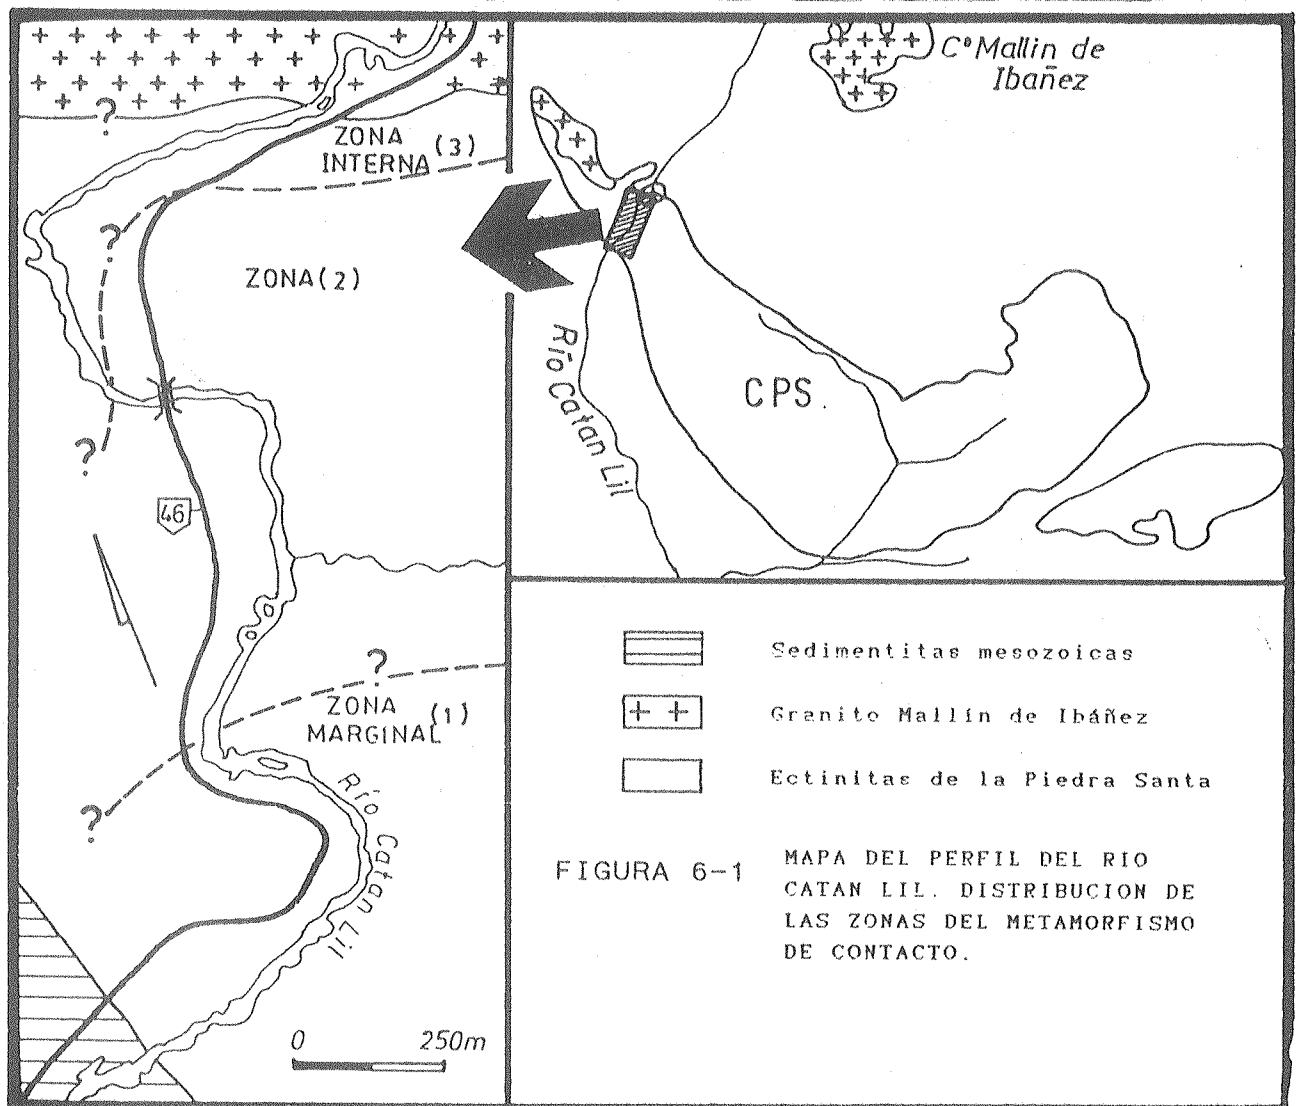 ?
ZONA
INTERNA (3)
?
ZONA (2)
?
46
?
ZONA
MARGINAL (1)
?
Río Catan Lil
0 250m
Cº Mallin de
Ibañez
Río Catan Lil
CPS
Sedimentitas mesozoicas
Granito Mallín de Ibáñez
Ectinitas de la Piedra Santa
FIGURA 6-1
MAPA DEL PERFIL DEL RIO
CATAN LIL. DISTRIBUCION DE
LAS ZONAS DEL METAMORFISMO
DE CONTACTO.